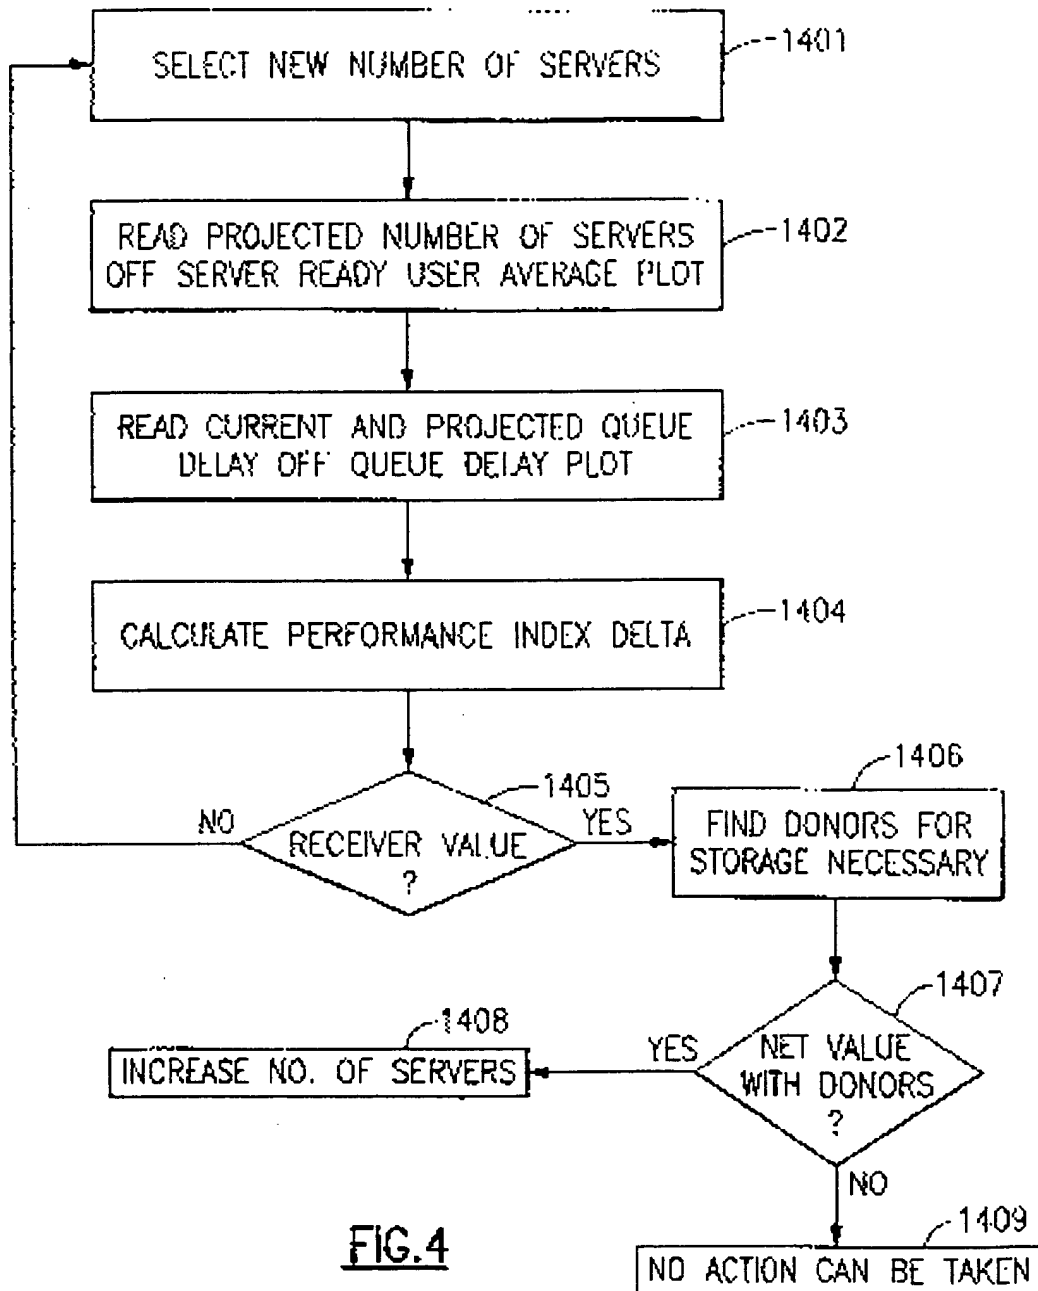 SELECT NEW NUMBER OF SERVERS
1401
READ PROJECTED NUMBER OF SERVERS
OFF SERVER READY USER AVERAGE PLOT
1402
READ CURRENT AND PROJECTED QUEUE
DELAY OFF QUEUE DELAY PLOT
1403
CALCULATE PERFORMANCE INDEX DELTA
1404
1405
NO
RECEIVER VALUE
?
YES
1406
FIND DONORS FOR
STORAGE NECESSARY
1407
NET VALUE
WITH DONORS
?
YES
1408
INCREASE NO. OF SERVERS
NO
1409
NO ACTION CAN BE TAKEN
FIG.4